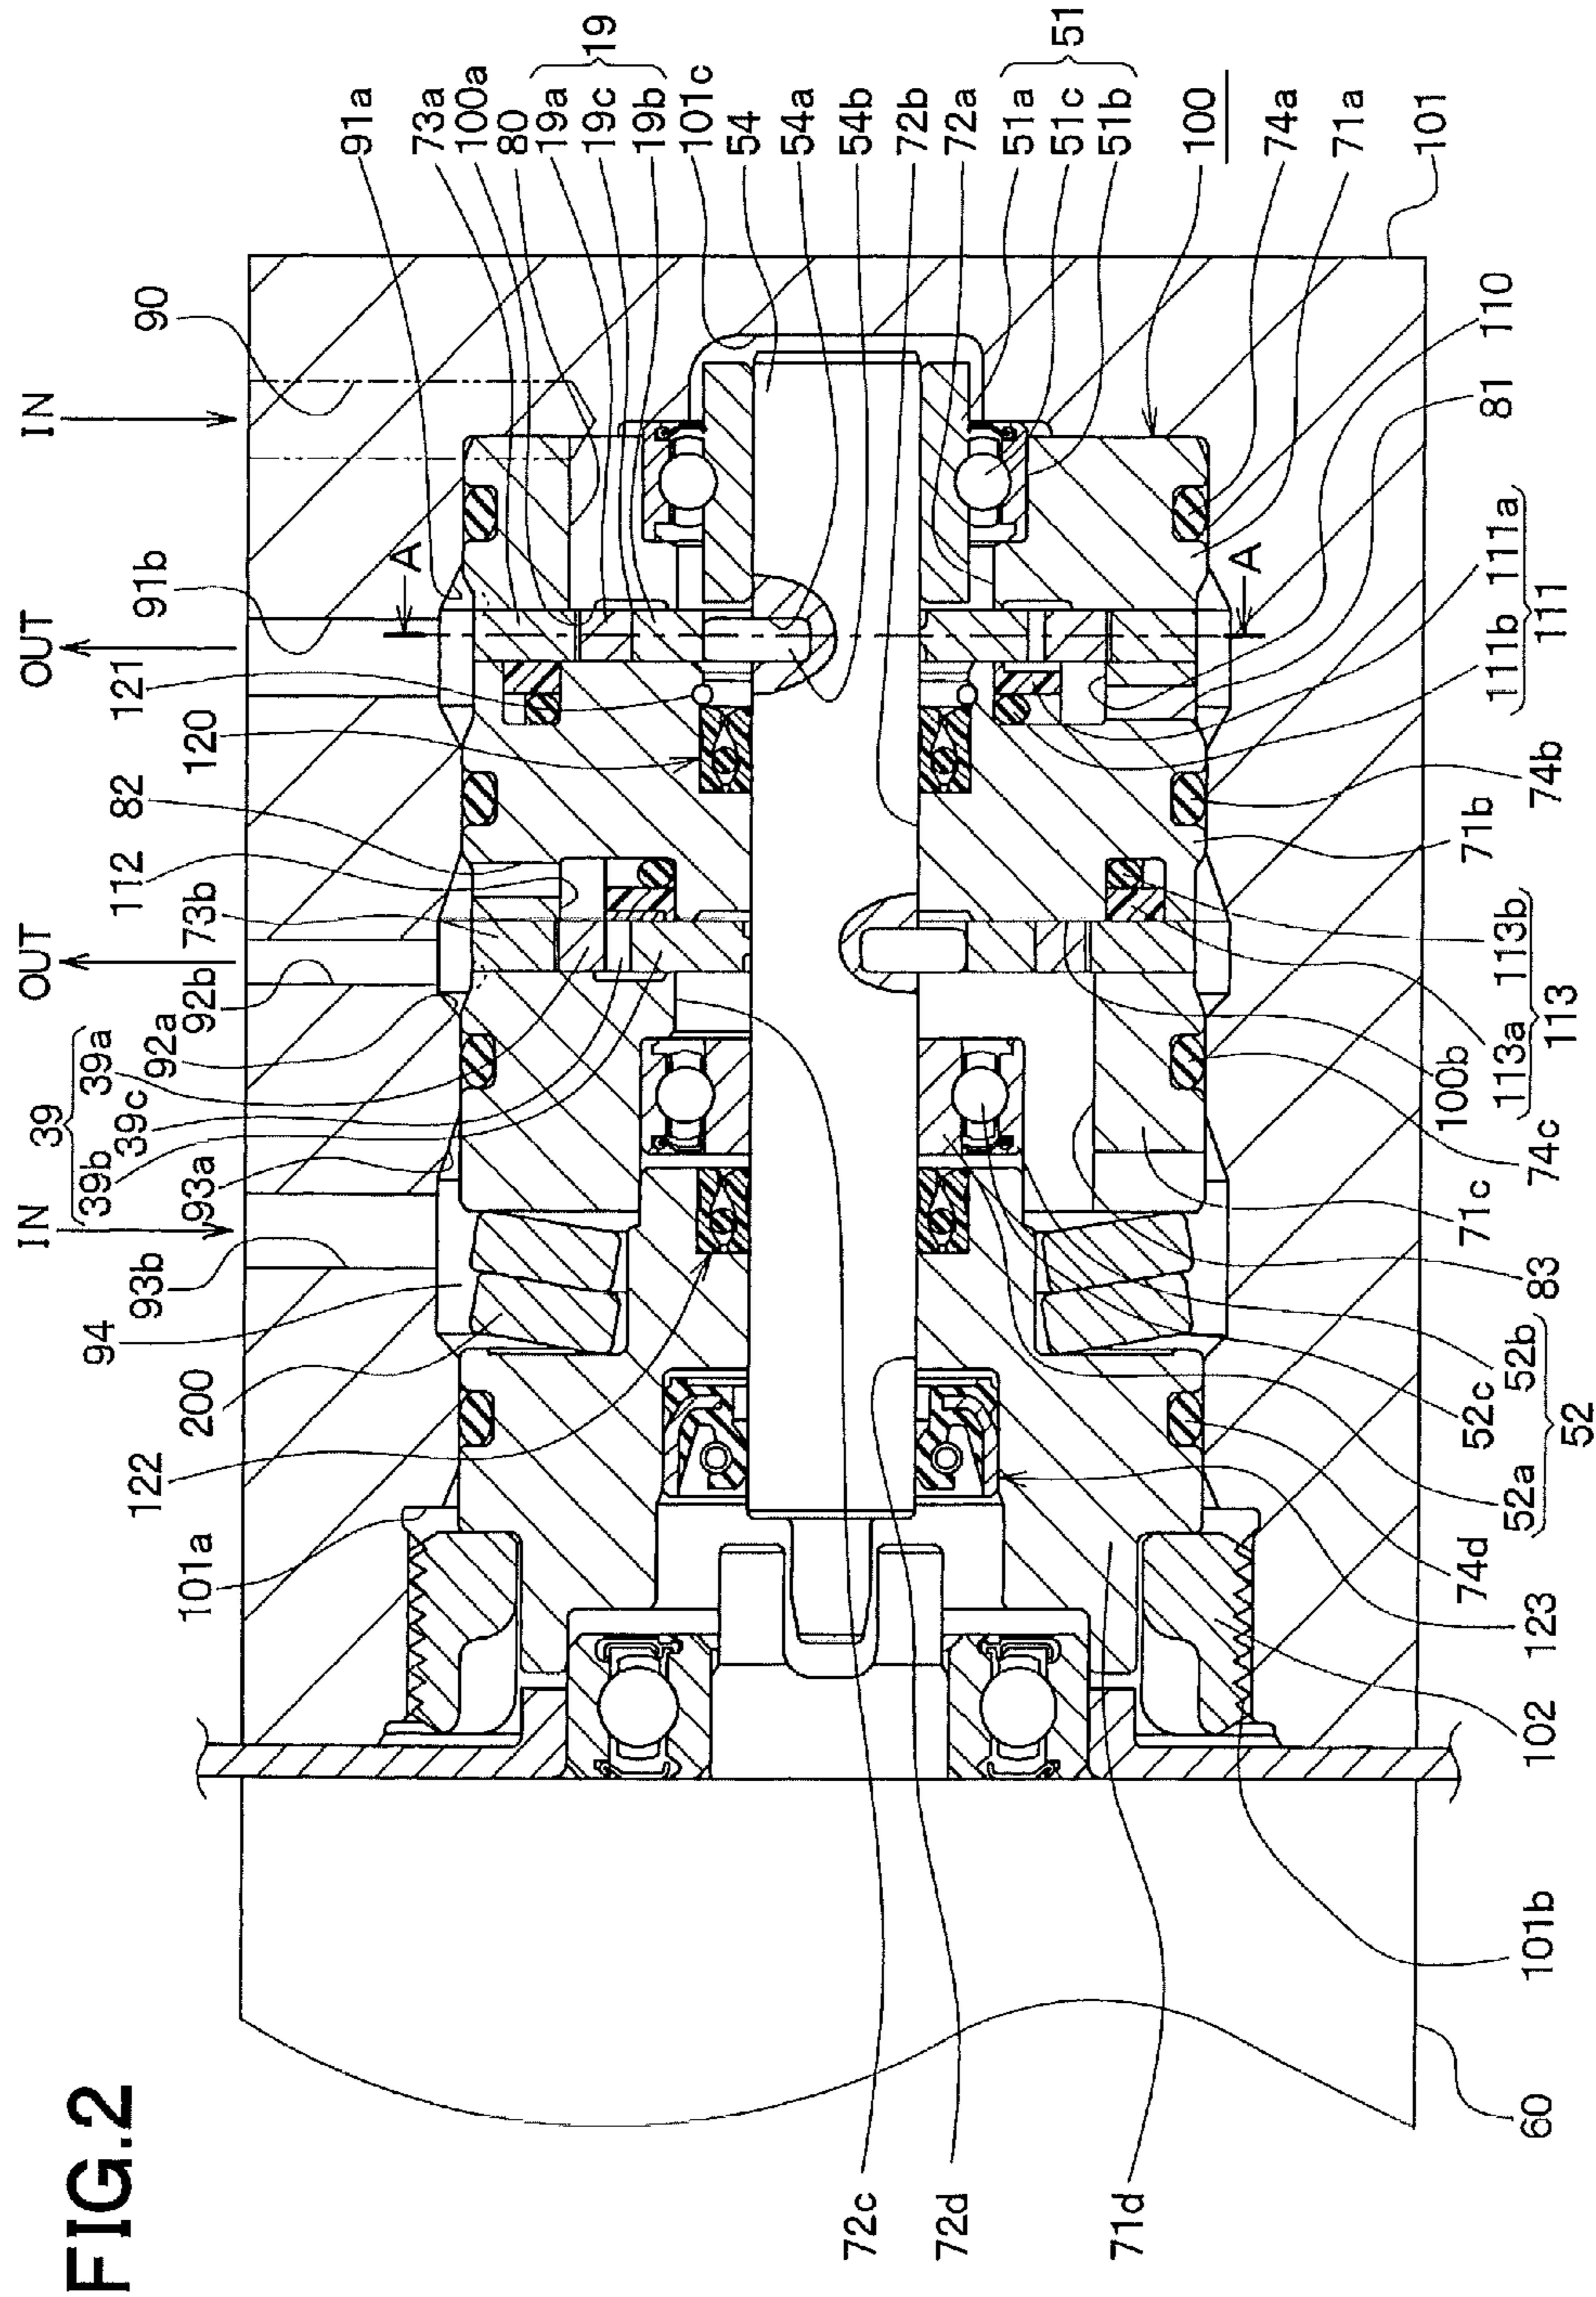 FIG.2
IN
OUT
OUT
IN
90
91a
73a
100a
80
19a
19
19c
19b
101c
54
54a
54b
72b
72a
51a
51
51c
51b
100
74a
71a
101
91b
121
120
82
112
73b
92b
92a
39
39a
39c
39b
93a
93b
94
200
122
101a
A
A
110
81
111a
111
111b
74b
71b
113b
113
113a
100b
74c
71c
83
52b
52
52c
52a
74d
123
102
101b
60
72c
72d
71d